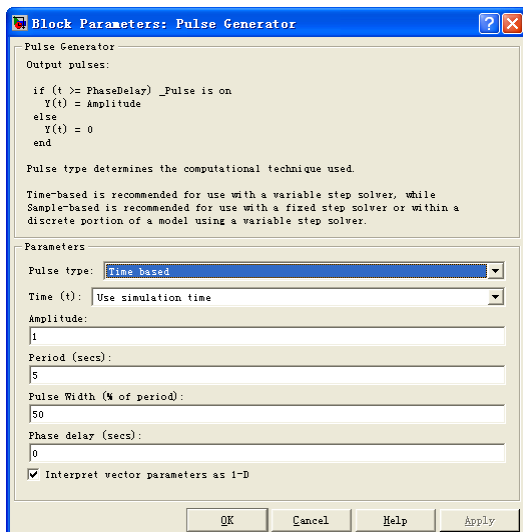 Block Parameters: Pulse Generator
Pulse Generator
Output pulses:
if (t >= PhaseDelay) _Pulse is on
Y(t) = Amplitude
else
Y(t) = 0
end
Pulse type determines the computational technique used.
Time-based is recommended for use with a variable step solver, while
Sample-based is recommended for use with a fixed step solver or within a
discrete portion of a model using a variable step solver.
Parameters
Pulse type: Time based
Time (t): Use simulation time
Amplitude:
1
Period (secs):
5
Pulse Width (% of period):
50
Phase delay (secs):
0
Interpret vector parameters as 1-D
OK Cancel Help Apply